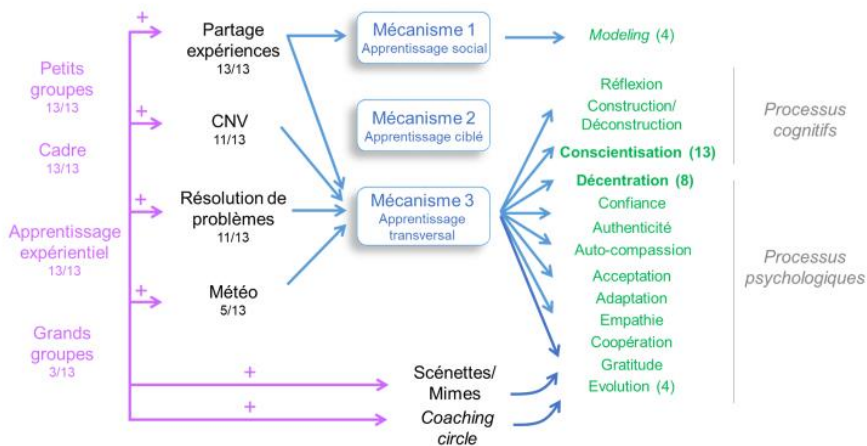 +
Petits
groupes
13/13
Cadre
13/13
Apprentissage
expérientiel
13/13
Grands
groupes
3/13
+
+
+
+
+
Partage
expériences
13/13
CNV
11/13
Résolution de
problèmes
11/13
Météo
5/13
Scénettes/
Mimes
Coaching
circle
Mécanisme 1
Apprentissage social
Mécanisme 2
Apprentissage ciblé
Mécanisme 3
Apprentissage
transversal
Modeling (4)
Réflexion
Construction/
Déconstruction
Conscientisation (13)
Décentration (8)
Confiance
Authenticité
Auto-compassion
Acceptation
Adaptation
Empathie
Coopération
Gratitude
Evolution (4)
Processus
cognitifs
Processus
psychologiques